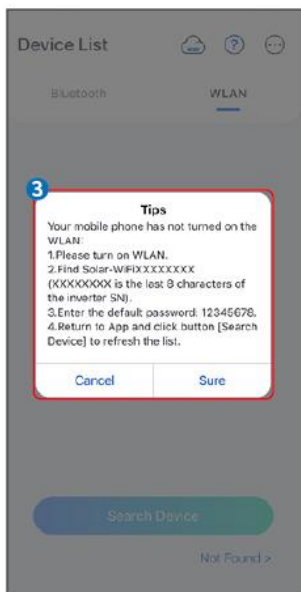 Device List
?
Bluetooth
WLAN
3
Tips
Your mobile phone has not turned on the
WLAN:
1.Please turn on WLAN.
2.Find Solar-WiFiXXXXXXXX
(XXXXXXXX is the last 8 characters of
the inverter SN).
3.Enter the default password: 12345678.
4.Return to App and click button [Search
Device] to refresh the list.
Cancel
Sure
Search Device
Not Found >